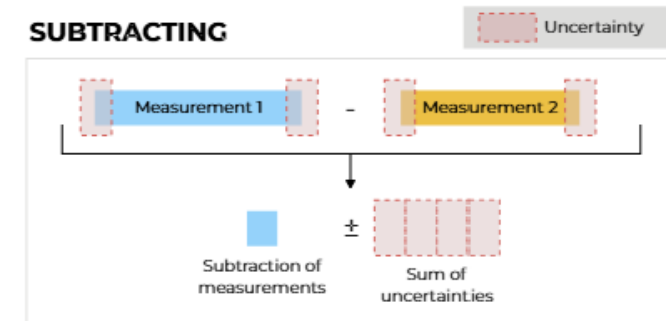 SUBTRACTING
Uncertainty
Measurement 1
-
Measurement 2
±
Subtraction of
measurements
Sum of
uncertainties